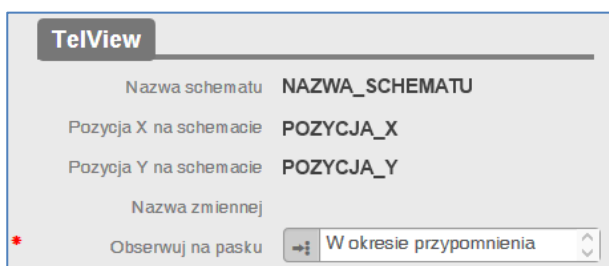 TelView
Nazwa schematu NAZWA_SCHEMATU
Pozycja X na schemacie POZYCJA_X
Pozycja Y na schemacie POZYCJA_Y
Nazwa zmiennej
* Obserwuj na pasku W okresie przypomnienia